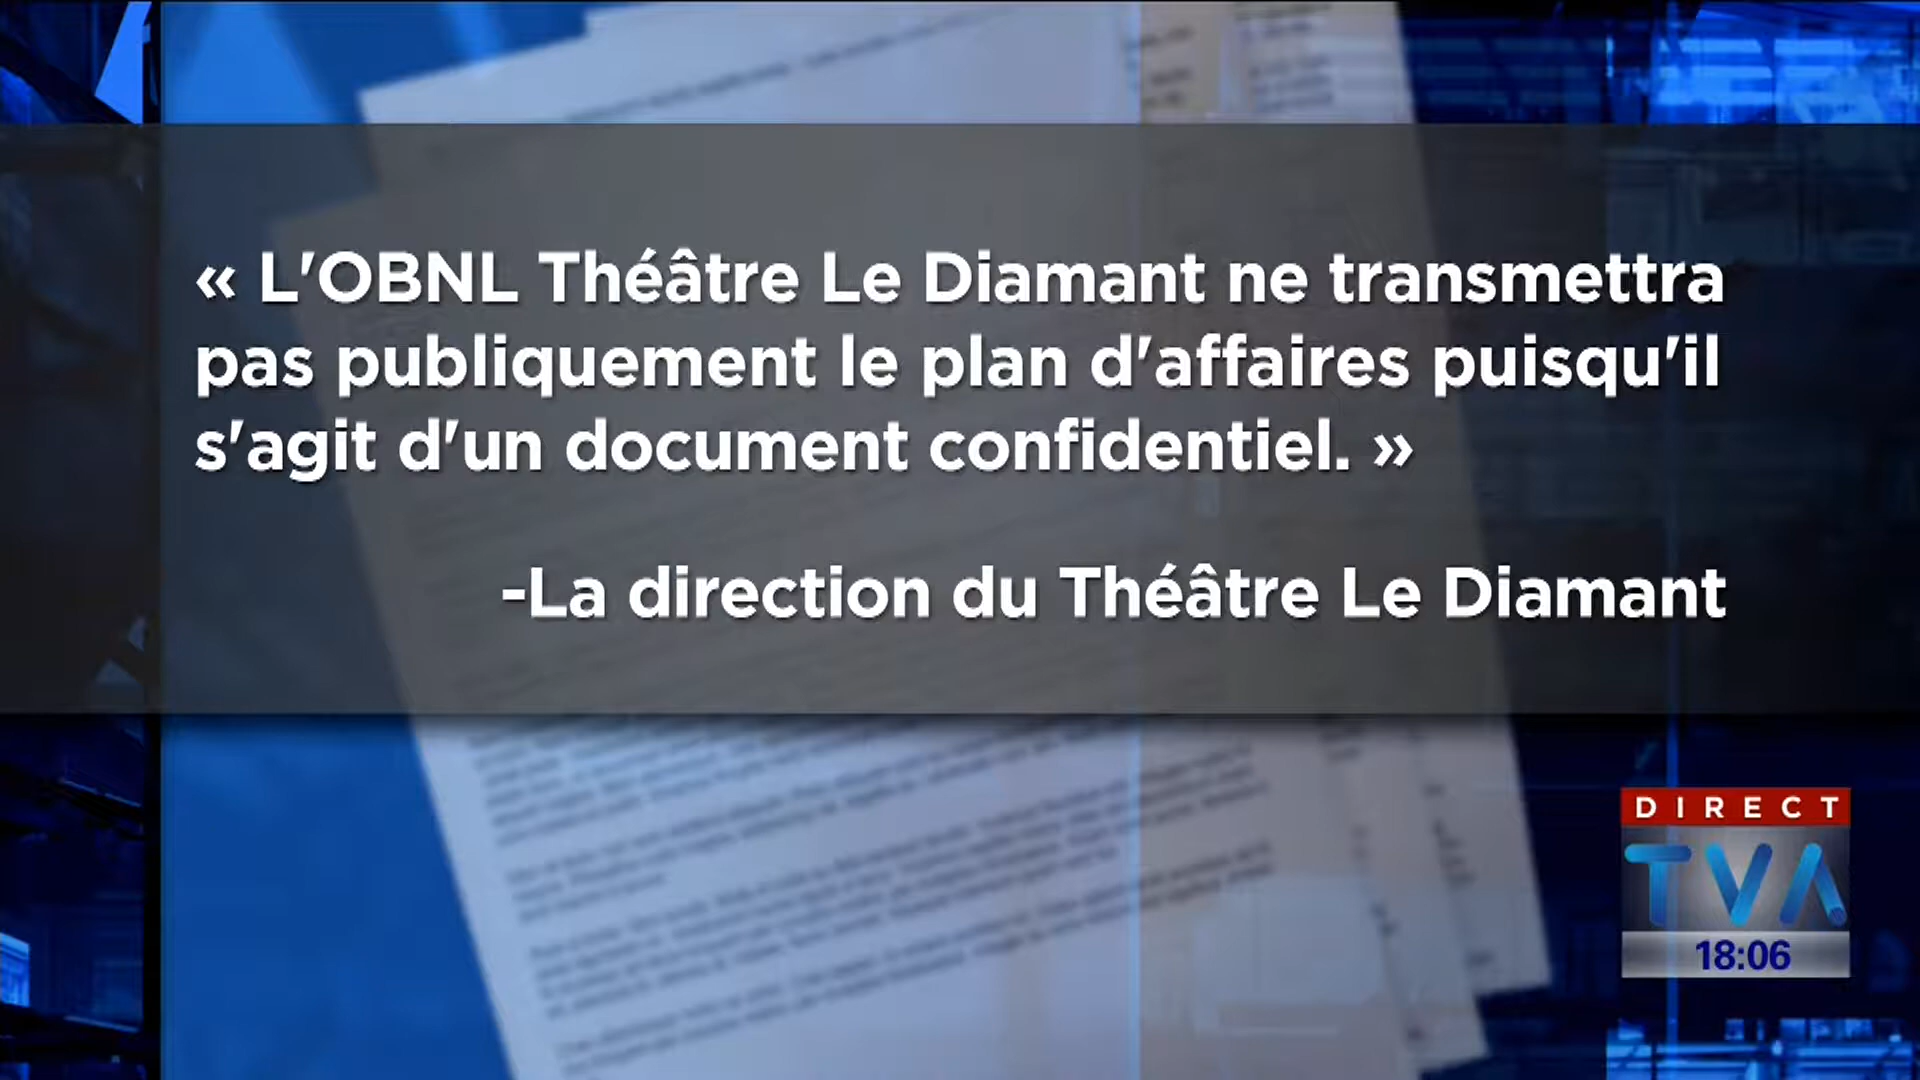 « L'OBNL Théâtre Le Diamant ne transmettra
pas publiquement le plan d'affaires puisqu'il
s'agit d'un document confidentiel. »
-La direction du Théâtre Le Diamant
DIRECT
TVA
18:06